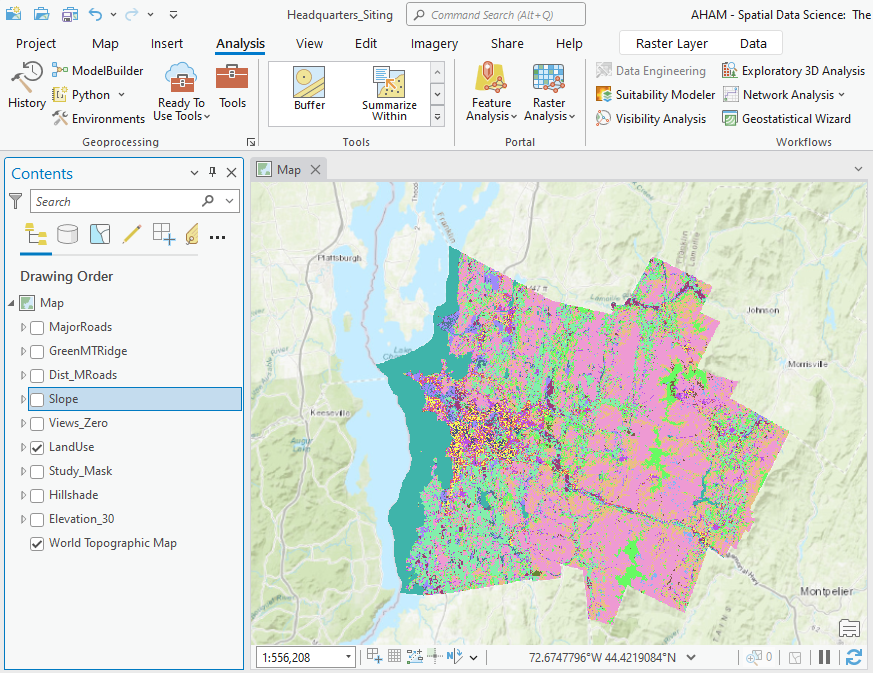 Headquarters_Siting
Command Search (Alt+Q)
AHAM - Spatial Data Science: The
Project
Map
Insert
Analysis
View
Edit
Imagery
Share
Help
Raster Layer
Data
History
ModelBuilder
Python
Environments
Ready To
Use Tools
Tools
Geoprocessing
Buffer
Summarize
Within
Tools
Feature
Analysis
Raster
Analysis
Portal
Data Engineering
Suitability Modeler
Visibility Analysis
Exploratory 3D Analysis
Network Analysis
Geostatistical Wizard
Workflows
Contents
Search
Drawing Order
Map
MajorRoads
GreenMTRidge
Dist_MRoads
Slope
Views_Zero
LandUse
Study_Mask
Hillshade
Elevation_30
World Topographic Map
Map
Plattsburgh
Franklin
Lamoille
Johnson
Morrisville
Keeseville
Montpelier
1:556,208
72.6747796°W 44.4219084°N
0